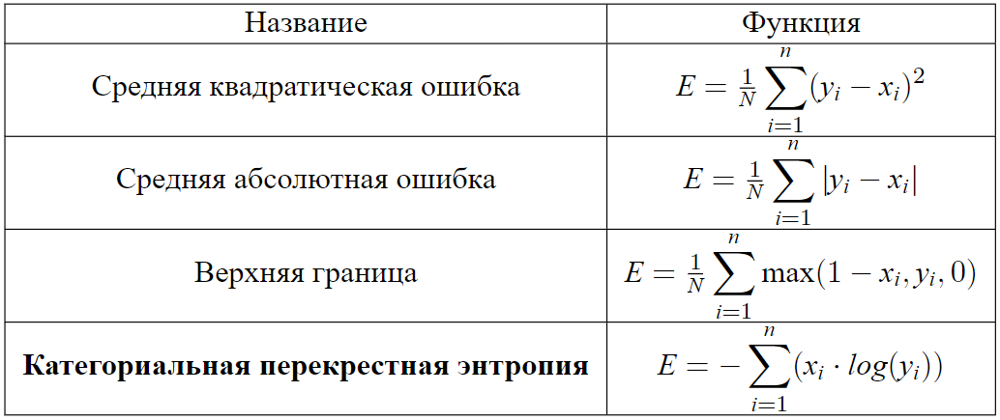 Название Функция
Средняя квадратическая ошибка $E = \frac{1}{N} \sum_{i=1}^{n} (y_i - x_i)^2$
Средняя абсолютная ошибка $E = \frac{1}{N} \sum_{i=1}^{n} |y_i - x_i|$
Верхняя граница $E = \frac{1}{N} \sum_{i=1}^{n} \max(1 - x_i, y_i, 0)$
Категориальная перекрестная энтропия $E = - \sum_{i=1}^{n} (x_i \cdot log(y_i))$